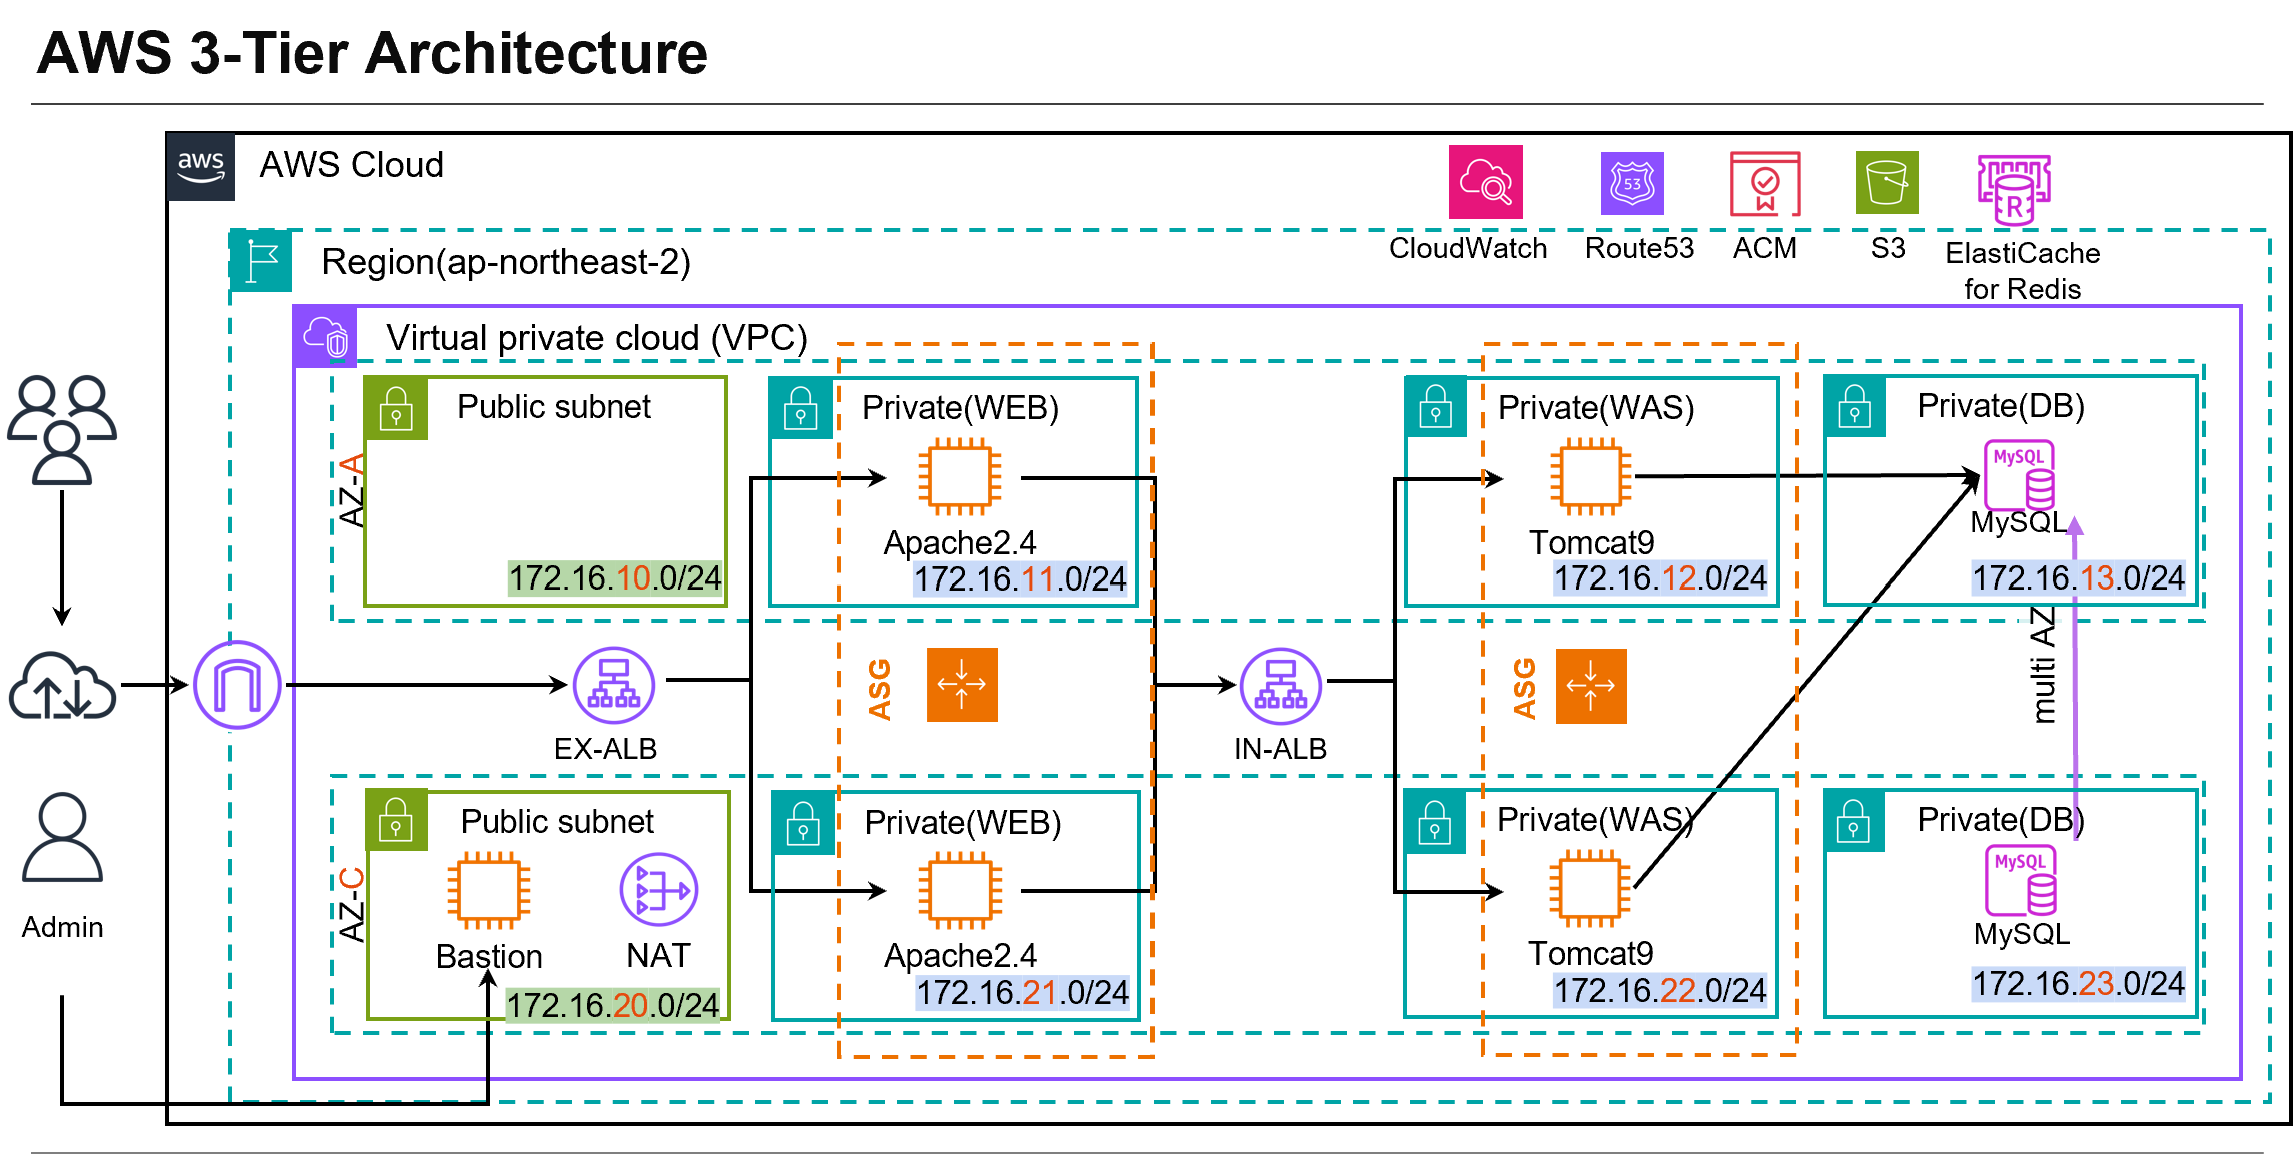 AWS 3-Tier Architecture
aws
AWS Cloud
53
R
CloudWatch
Route53
ACM
S3
ElastiCache
for Redis
Region(ap-northeast-2)
Virtual private cloud (VPC)
AZ-A
Public subnet
172.16.10.0/24
Private(WEB)
Apache2.4
172.16.11.0/24
Private(WAS)
Tomcat9
172.16.12.0/24
Private(DB)
MySQL
MySQL
172.16.13.0/24
EX-ALB
ASG
IN-ALB
ASG
multi AZ
Admin
AZ-C
Public subnet
Bastion
NAT
172.16.20.0/24
Private(WEB)
Apache2.4
172.16.21.0/24
Private(WAS)
Tomcat9
172.16.22.0/24
Private(DB)
MySQL
MySQL
172.16.23.0/24